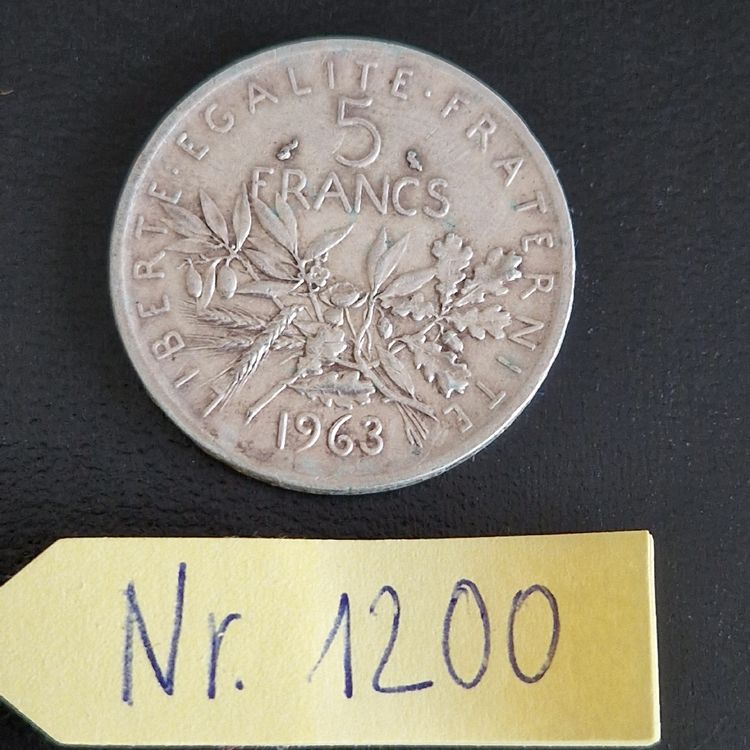 LIBERTE · EGALITE · FRATERNITE
5
FRANCS
1963
Nr. 1200